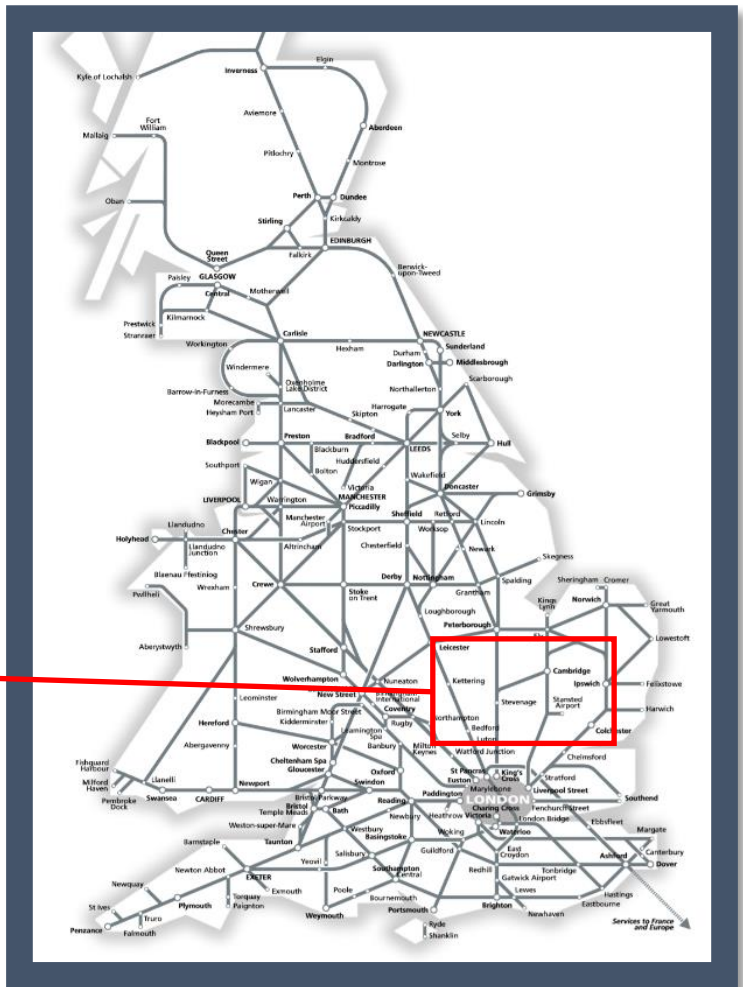 Elgin
Inverness
Kyle of Lochalsh
Aviemore
Fort
William
Mallaig
Aberdeen
Pitlochry
Montrose
Perth
Dundee
Oban
Kirkcaldy
Stirling
EDINBURGH
Queen
Street
Falkirk
GLASGOW
Central
Paisley
Motherwell
Berwick-
upon-Tweed
Prestwick
Stranraer
Kilmarnock
Carlisle
Workington
Hexham
NEWCASTLE
Sunderland
Durham
Darlington
Middlesbrough
Windermere
Oxenholme
Lake District
Northallerton
Scarborough
Barrow-in-Furness
Morecambe
Heysham Port
Lancaster
Harrogate
York
Skipton
Blackpool
Preston
Bradford
LEEDS
Selby
Hull
Blackburn
Southport
Bolton
Huddersfield
Wakefield
Wigan
Victoria
Doncaster
Grimsby
LIVERPOOL
Warrington
MANCHESTER
Piccadilly
Sheffield
Retford
Lincoln
Llandudno
Manchester
Airport
Stockport
Worksop
Holyhead
Chester
Llandudno
Junction
Altrincham
Chesterfield
Newark
Skegness
Blaenau Ffestiniog
Wrexham
Crewe
Stoke
on Trent
Derby
Nottingham
Grantham
Spalding
Sheringham
Cromer
Pwllheli
Loughborough
Kings
Lynn
Norwich
Great
Yarmouth
Shrewsbury
Peterborough
Aberystwyth
Stafford
Leicester
Lowestoft
Wolverhampton
Nuneaton
Kettering
Cambridge
New Street
Ipswich
Felixstowe
Leominster
Birmingham Moor Street
Coventry
Stevenage
Stansted
Airport
Harwich
Hereford
Kidderminster
Leamington
Spa
Rugby
Northampton
Bedford
Colchester
Abergavenny
Worcester
Banbury
Milton
Keynes
Luton
Cheltenham Spa
Gloucester
Watford Junction
Chelmsford
Fishguard
Harbour
Milford
Haven
Llanelli
Newport
Oxford
St Pancras
Euston
King's
Cross
Stratford
Pembroke
Dock
Swansea
CARDIFF
Swindon
Paddington
Marylebone
LONDON
Liverpool Street
Southend
Bristol Parkway
Bristol
Temple Meads
Bath
Reading
Charing Cross
Fenchurch Street
Weston-super-Mare
Newbury
Heathrow
Victoria
London Bridge
Ebbsfleet
Margate
Westbury
Waterloo
Barnstaple
Taunton
Basingstoke
Woking
Canterbury
Salisbury
Guildford
East
Croydon
Ashford
Dover
Newton Abbot
Yeovil
Redhill
Tonbridge
EXETER
Southampton
Central
Gatwick Airport
Newquay
Exmouth
Poole
Lewes
Hastings
St Ives
Plymouth
Torquay
Paignton
Bournemouth
Eastbourne
Truro
Weymouth
Portsmouth
Brighton
Newhaven
Penzance
Falmouth
Ryde
Shanklin
Services to France
and Europe